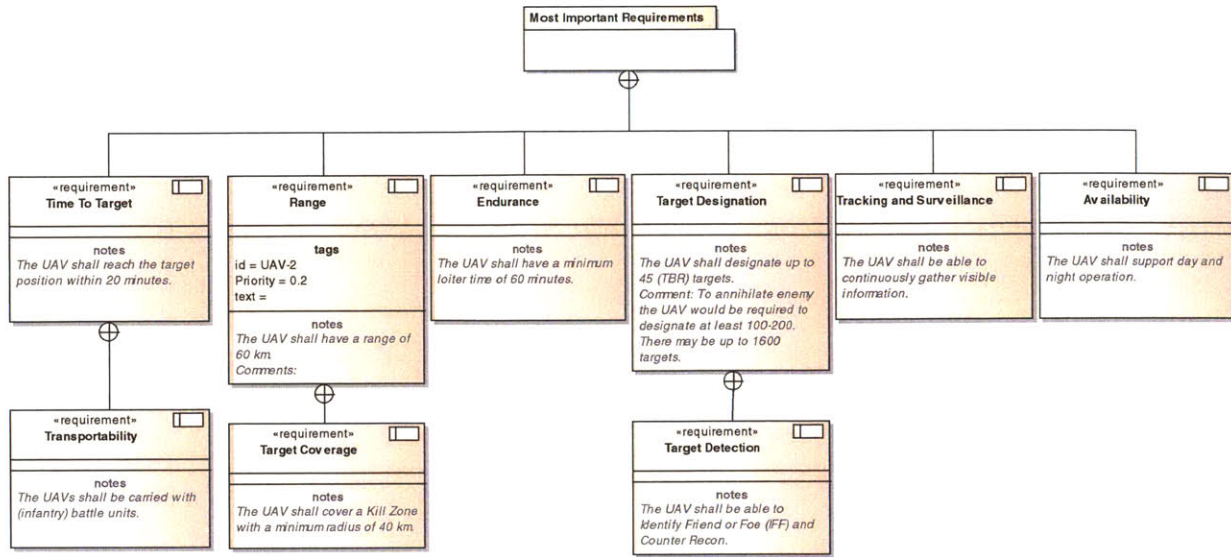 Most Important Requirements
«requirement»
Time To Target
notes
The UAV shall reach the target
position within 20 minutes.
«requirement»
Range
tags
id = UAV-2
Priority = 0.2
text =
notes
The UAV shall have a range of
60 km.
Comments:
«requirement»
Endurance
notes
The UAV shall have a minimum
loiter time of 60 minutes.
«requirement»
Target Designation
notes
The UAV shall designate up to
45 (TBR) targets.
Comment: To annihilate enemy
the UAV would be required to
designate at least 100-200.
There may be up to 1600
targets.
«requirement»
Tracking and Surveillance
notes
The UAV shall be able to
continuously gather visible
information.
«requirement»
Availability
notes
The UAV shall support day and
night operation.
«requirement»
Transportability
notes
The UAVs shall be carried with
(infantry) battle units.
«requirement»
Target Coverage
notes
The UAV shall cover a Kill Zone
with a minimum radius of 40 km.
«requirement»
Target Detection
notes
The UAV shall be able to
Identify Friend or Foe (IFF) and
Counter Recon.